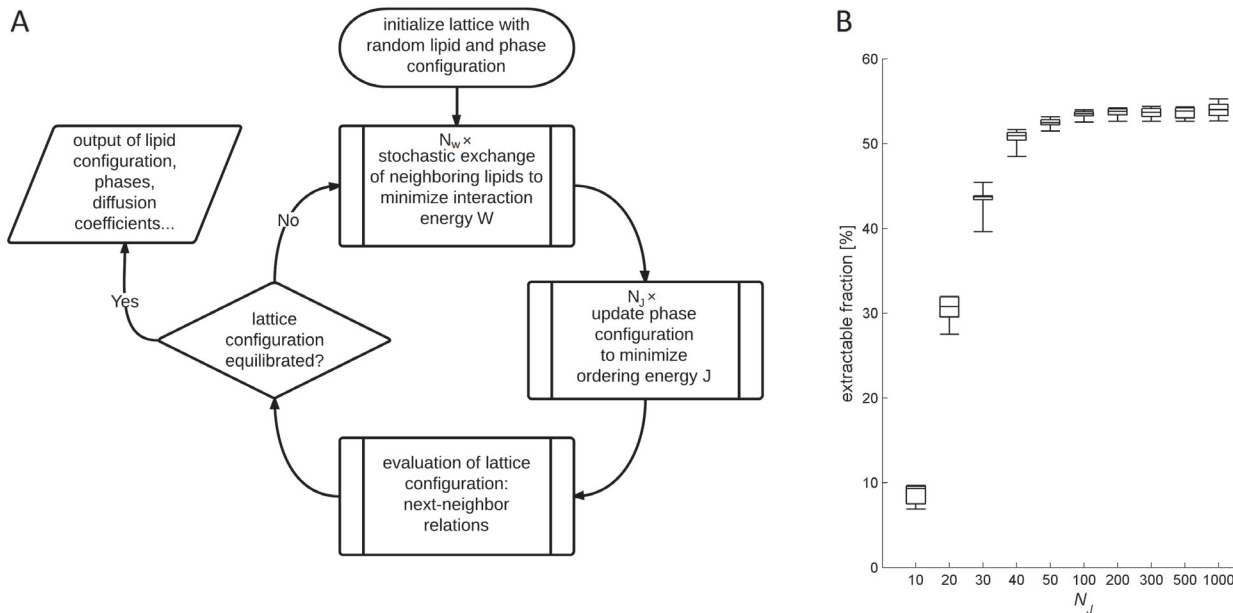 A
initialize lattice with
random lipid and phase
configuration
N_w ×
stochastic exchange
of neighboring lipids to
minimize interaction
energy W
N_J ×
update phase
configuration
to minimize
ordering energy J
evaluation of lattice
configuration:
next-neighbor
relations
lattice
configuration
equilibrated?
No
Yes
output of lipid
configuration,
phases,
diffusion
coefficients...
B
extractable fraction [%]
60
50
40
30
20
10
0
10 20 30 40 50 100 200 300 500 1000
N_J